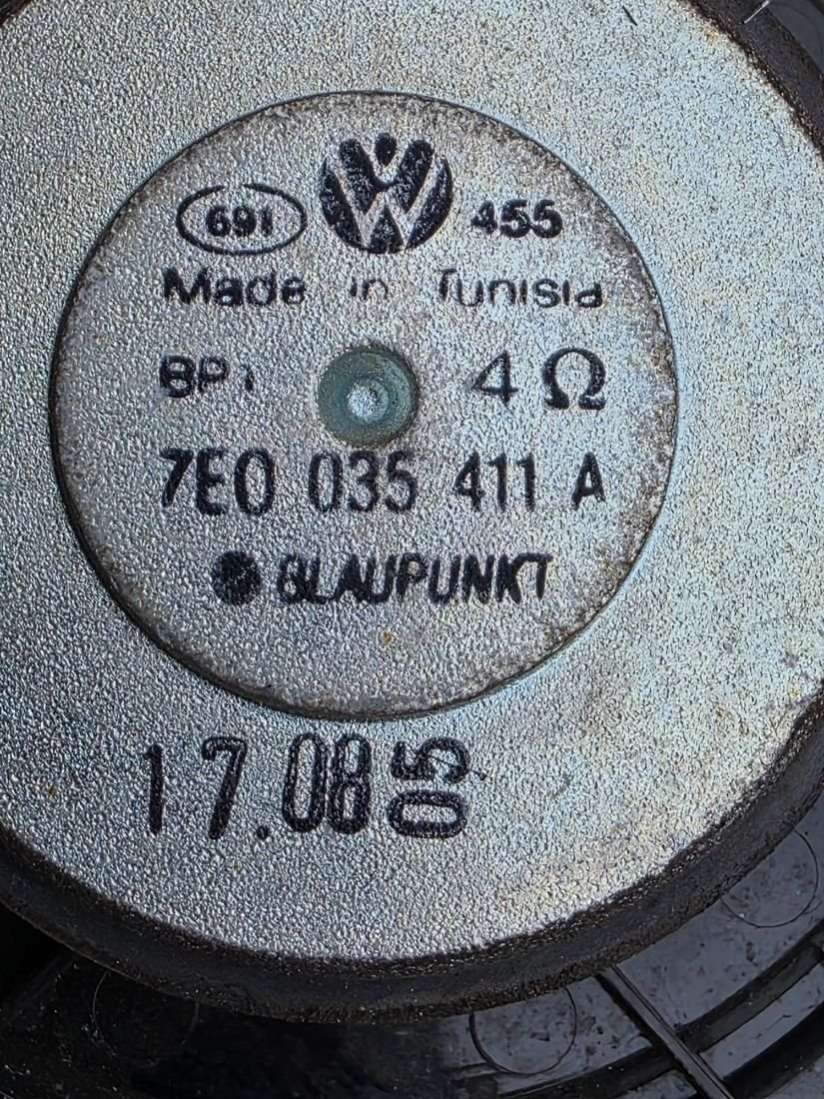 691 455
Made in Tunisia
4 Ω
7E0 035 411 A
BLAUPUNKT
17.08 05